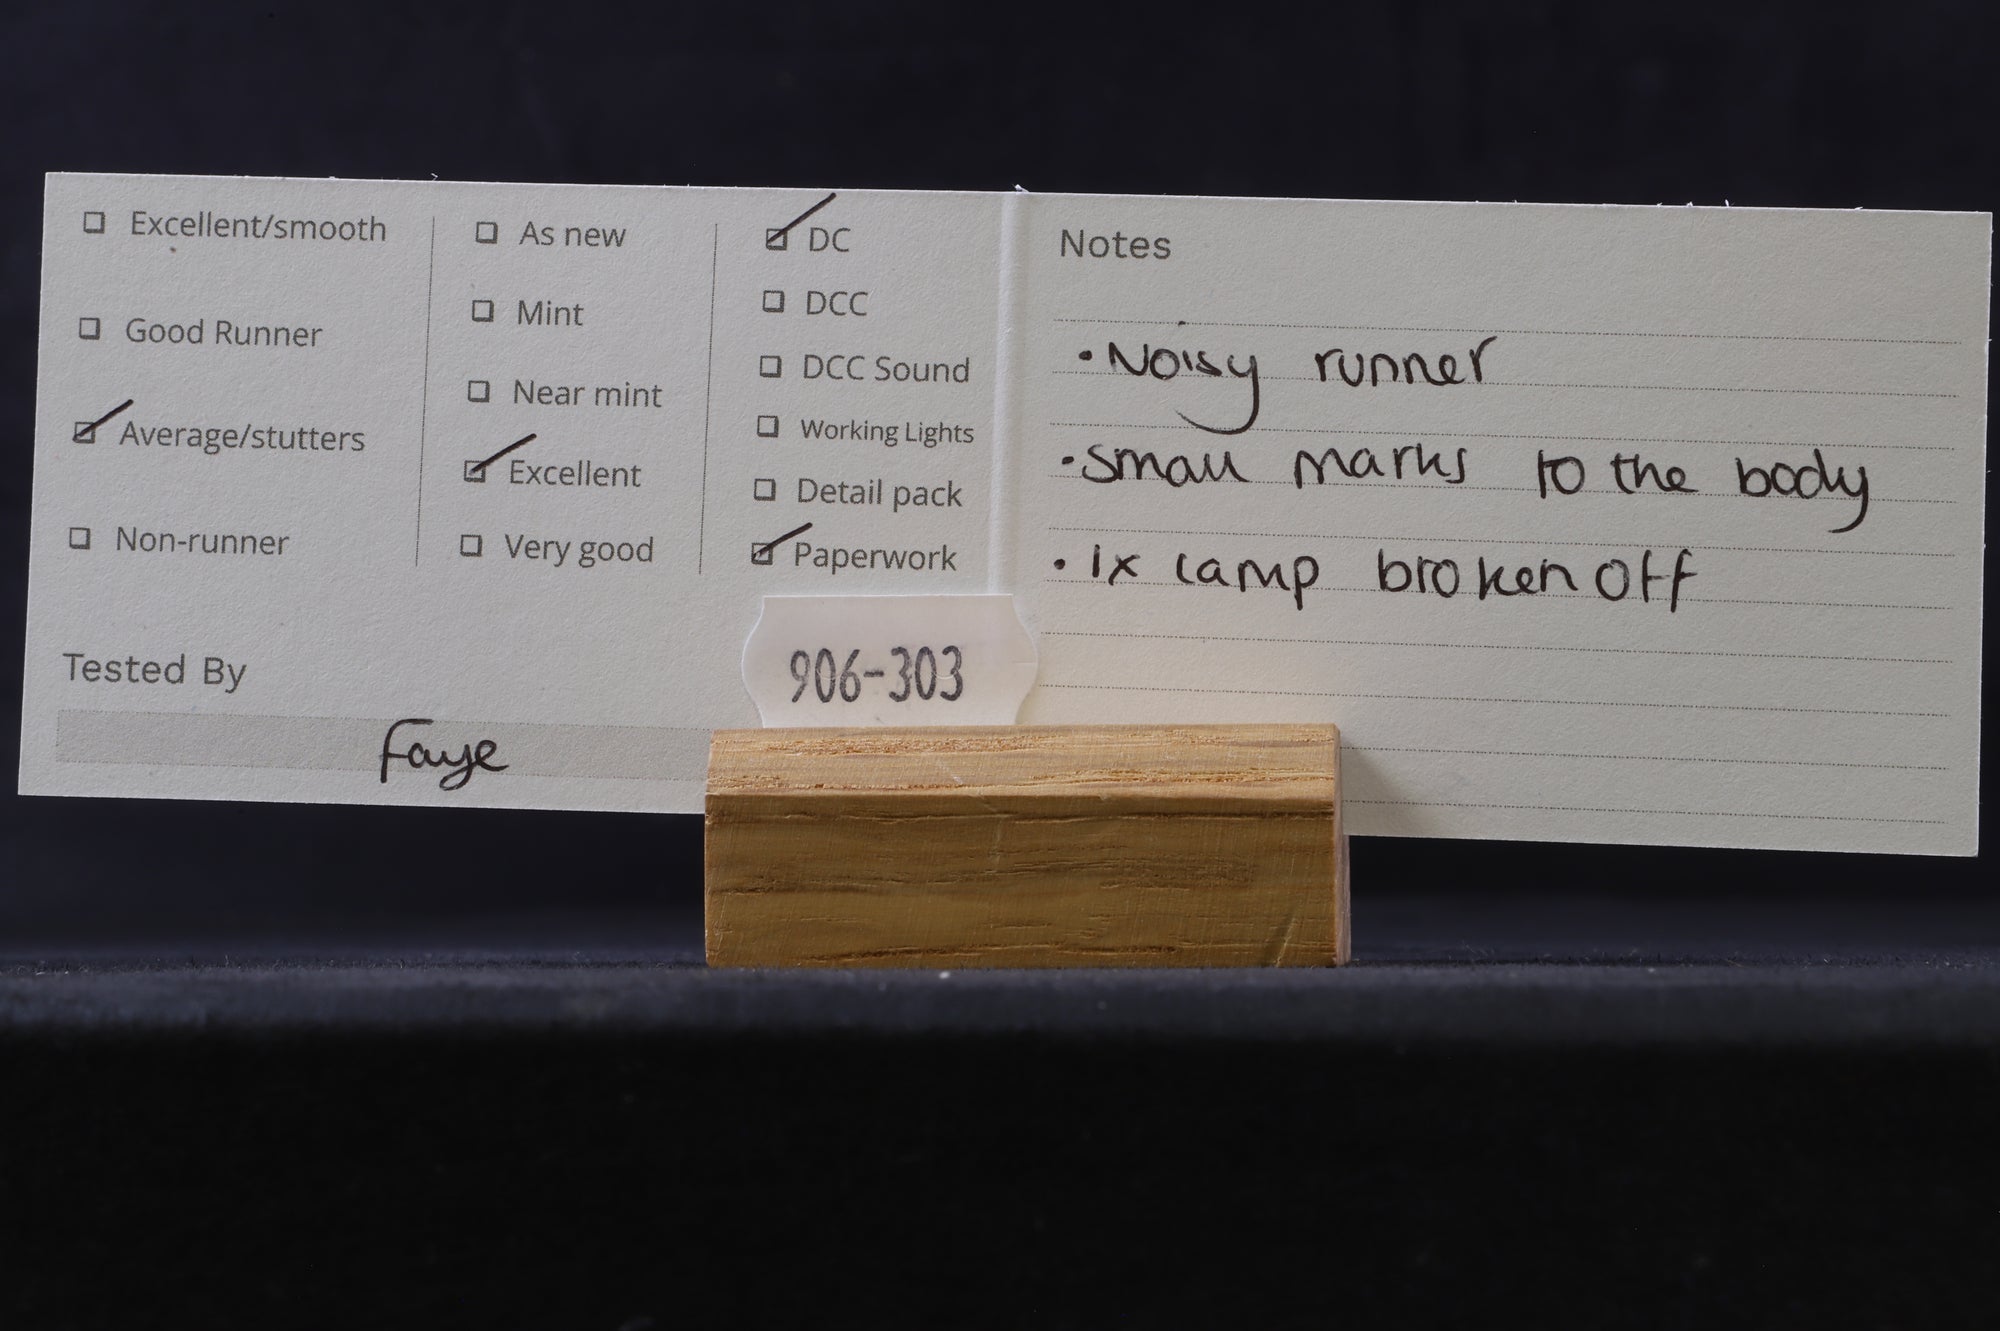 ☐ Excellent/smooth
☐ Good Runner
☑ Average/stutters
☐ Non-runner
☐ As new
☐ Mint
☐ Near mint
☑ Excellent
☐ Very good
☑ DC
☐ DCC
☐ DCC Sound
☐ Working Lights
☐ Detail pack
☑ Paperwork
Tested By
Faye
906-303
Notes
• Noisy runner
• Small marks to the body
• 1x lamp broken off